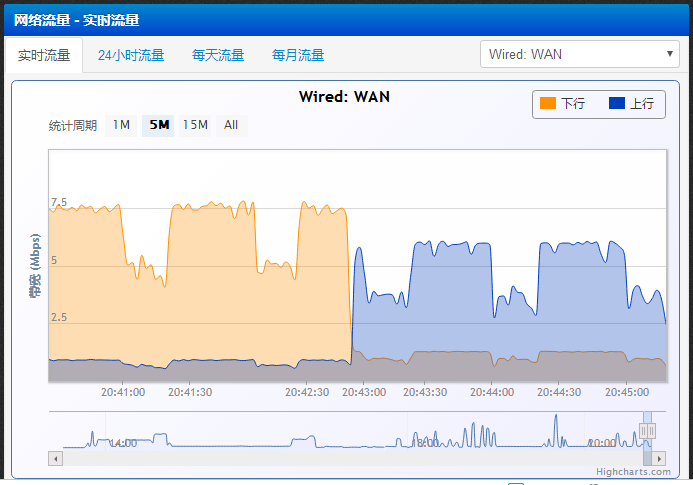 网络流量 - 实时流量
实时流量 24小时流量 每天流量 每月流量 Wired: WAN
Wired: WAN
下行 上行
统计周期 1M 5M 15M All
7.5
5
2.5
(Mbps)
20:41:00 20:41:30 20:42:30 20:43:00 20:43:30 20:44:00 20:44:30 20:45:00
14:00 18:00 20:00
Highcharts.com